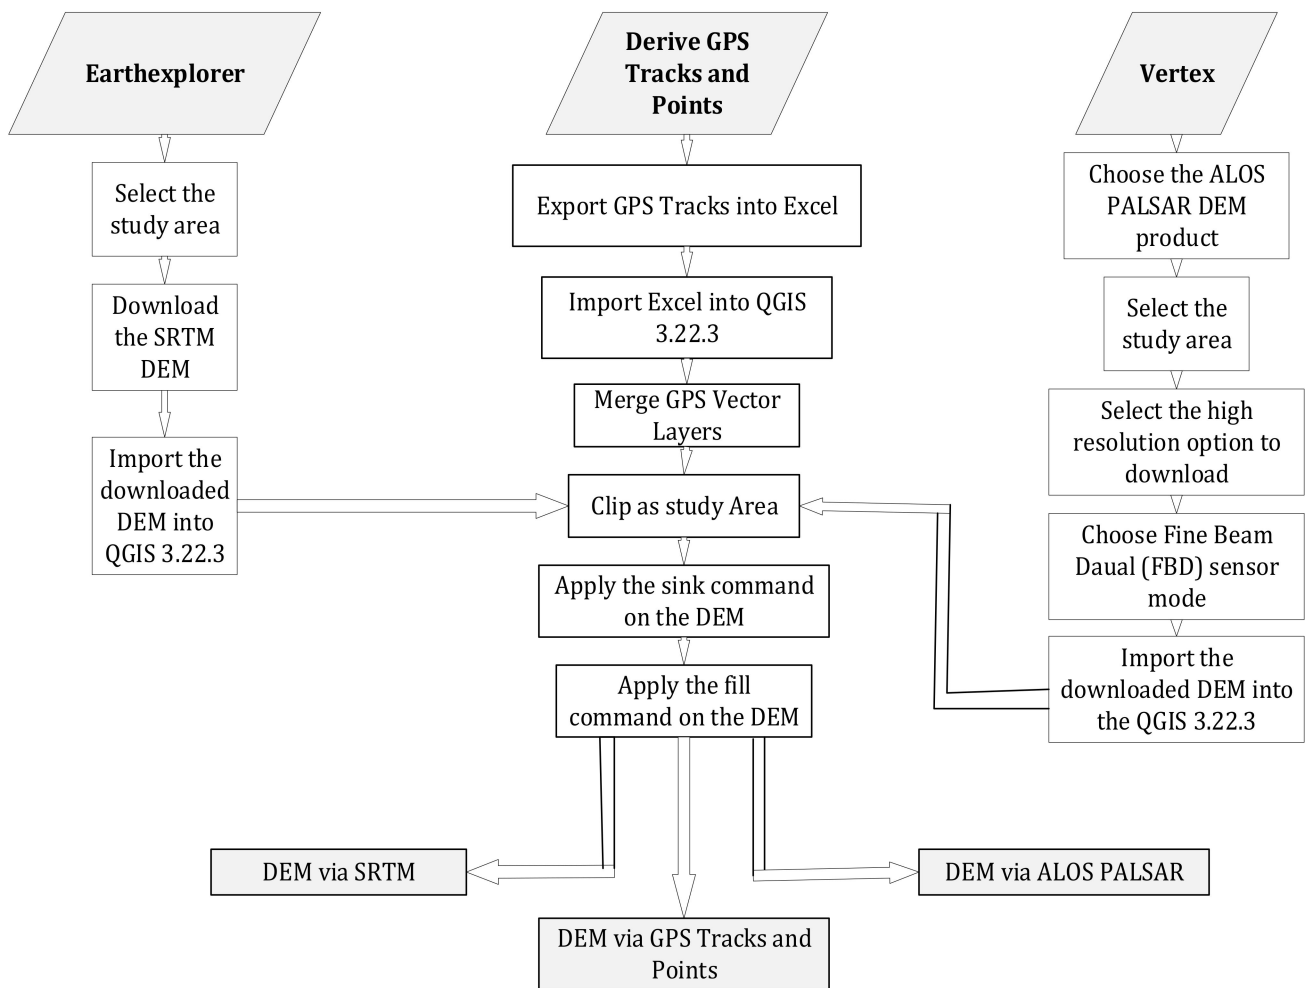 Earthexplorer
Select the
study area
Download
the SRTM
DEM
Import the
downloaded
DEM into
QGIS 3.22.3
Derive GPS
Tracks and
Points
Export GPS Tracks into Excel
Import Excel into QGIS
3.22.3
Merge GPS Vector
Layers
Clip as study Area
Apply the sink command
on the DEM
Apply the fill
command on the DEM
Vertex
Choose the ALOS
PALSAR DEM
product
Select the
study area
Select the high
resolution option to
download
Choose Fine Beam
Daual (FBD) sensor
mode
Import the
downloaded DEM into
the QGIS 3.22.3
DEM via SRTM
DEM via GPS Tracks and
Points
DEM via ALOS PALSAR